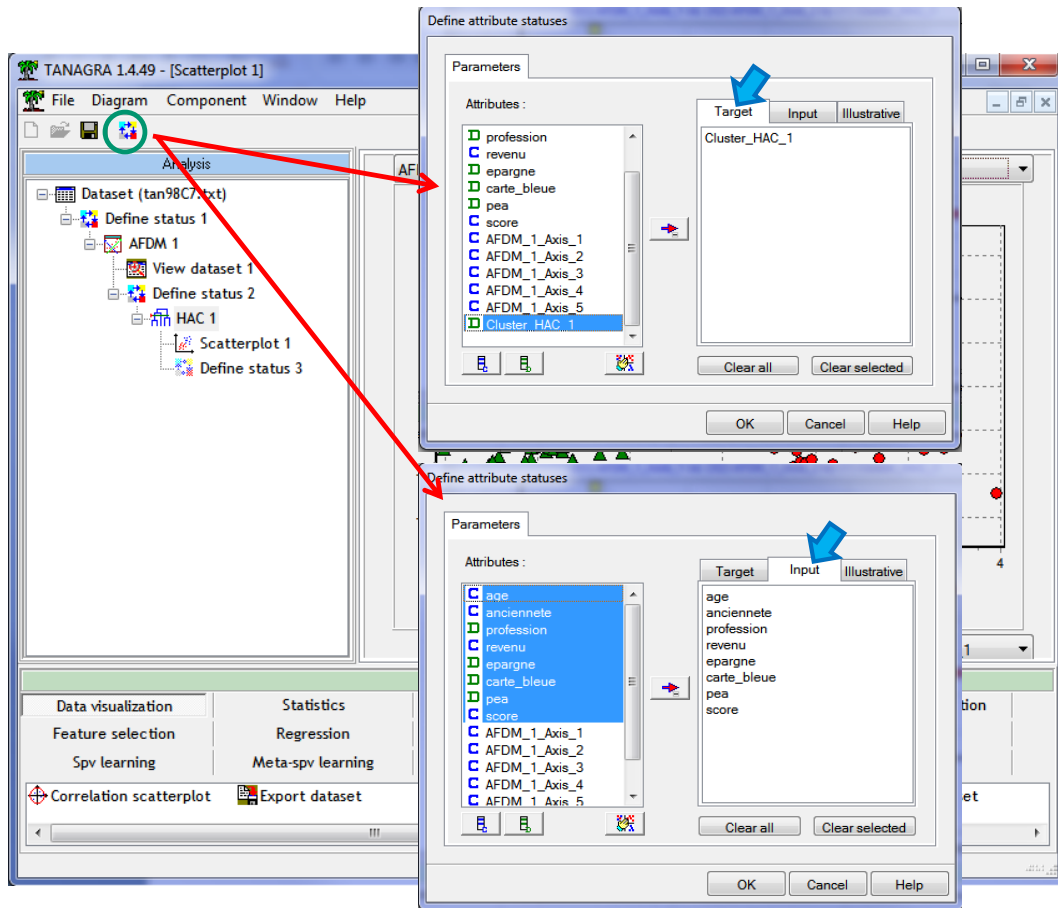 TANAGRA 1.4.49 - [Scatterplot 1]
File Diagram Component Window Help
Analysis
Dataset (tan98C7.txt)
Define status 1
AFDM 1
View dataset 1
Define status 2
HAC 1
Scatterplot 1
Define status 3
4
Data visualization Statistics
Feature selection Regression
Spv learning Meta-spv learning
Correlation scatterplot Export dataset
Define attribute statuses
Parameters
Attributes :
D profession
C revenu
D epargne
D carte_bleue
D pea
C score
C AFDM_1_Axis_1
C AFDM_1_Axis_2
C AFDM_1_Axis_3
C AFDM_1_Axis_4
C AFDM_1_Axis_5
D Cluster_HAC_1
Target Input Illustrative
Cluster_HAC_1
Clear all Clear selected
OK Cancel Help
Define attribute statuses
Parameters
Attributes :
C age
C anciennete
D profession
C revenu
D epargne
D carte_bleue
D pea
C score
C AFDM_1_Axis_1
C AFDM_1_Axis_2
C AFDM_1_Axis_3
C AFDM_1_Axis_4
C AFDM_1_Axis_5
Target Input Illustrative
age
anciennete
profession
revenu
epargne
carte_bleue
pea
score
Clear all Clear selected
OK Cancel Help